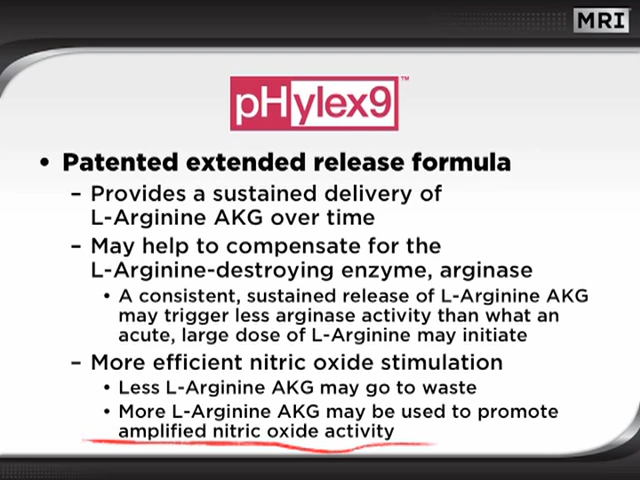 MRI
pHylex9™
• Patented extended release formula
– Provides a sustained delivery of
L-Arginine AKG over time
– May help to compensate for the
L-Arginine-destroying enzyme, arginase
• A consistent, sustained release of L-Arginine AKG
may trigger less arginase activity than what an
acute, large dose of L-Arginine may initiate
– More efficient nitric oxide stimulation
• Less L-Arginine AKG may go to waste
• More L-Arginine AKG may be used to promote
amplified nitric oxide activity